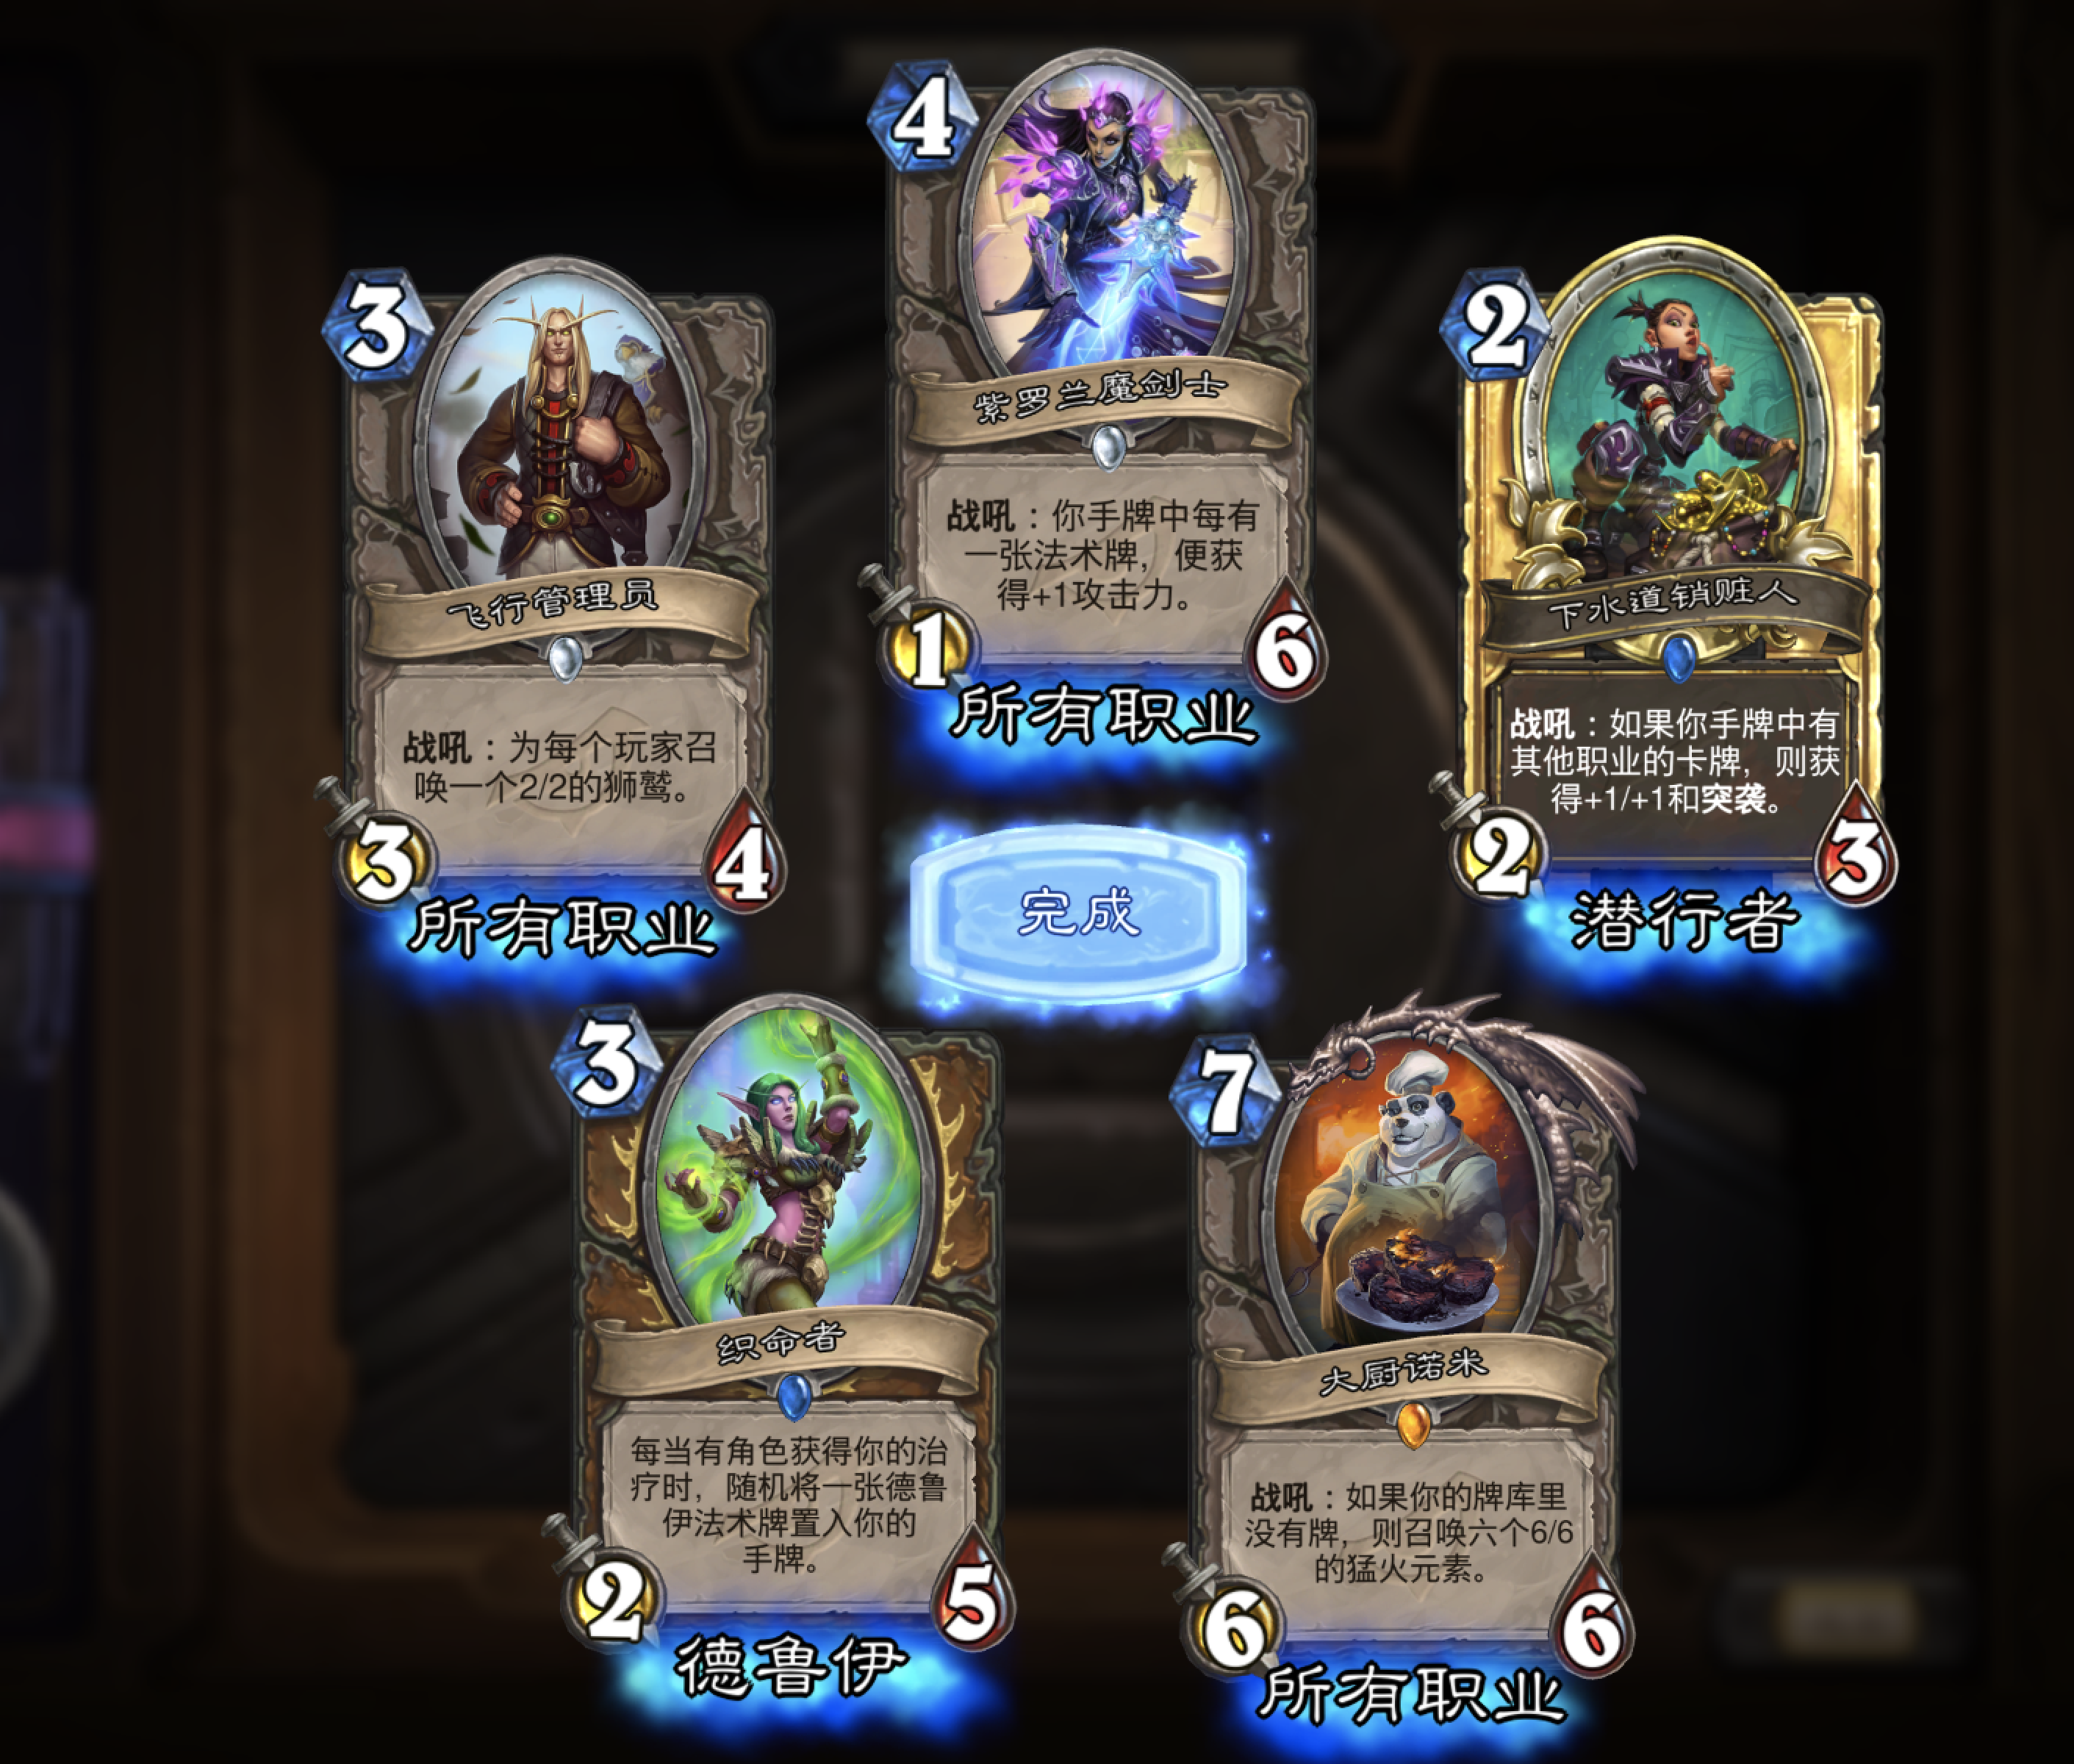 4
紫罗兰魔剑士
战吼：你手牌中每有
一张法术牌，便获
得+1攻击力。
1
6
所有职业
3
飞行管理员
战吼：为每个玩家召
唤一个2/2的狮鹫。
3
4
所有职业
2
下水道销赃人
战吼：如果你手牌中有
其他职业的卡牌，则获
得+1/+1和突袭。
2
3
潜行者
完成
3
织命者
每当有角色获得你的治
疗时，随机将一张德鲁
伊法术牌置入你的
手牌。
2
5
德鲁伊
7
大厨诺米
战吼：如果你的牌库里
没有牌，则召唤六个6/6
的猛火元素。
6
6
所有职业